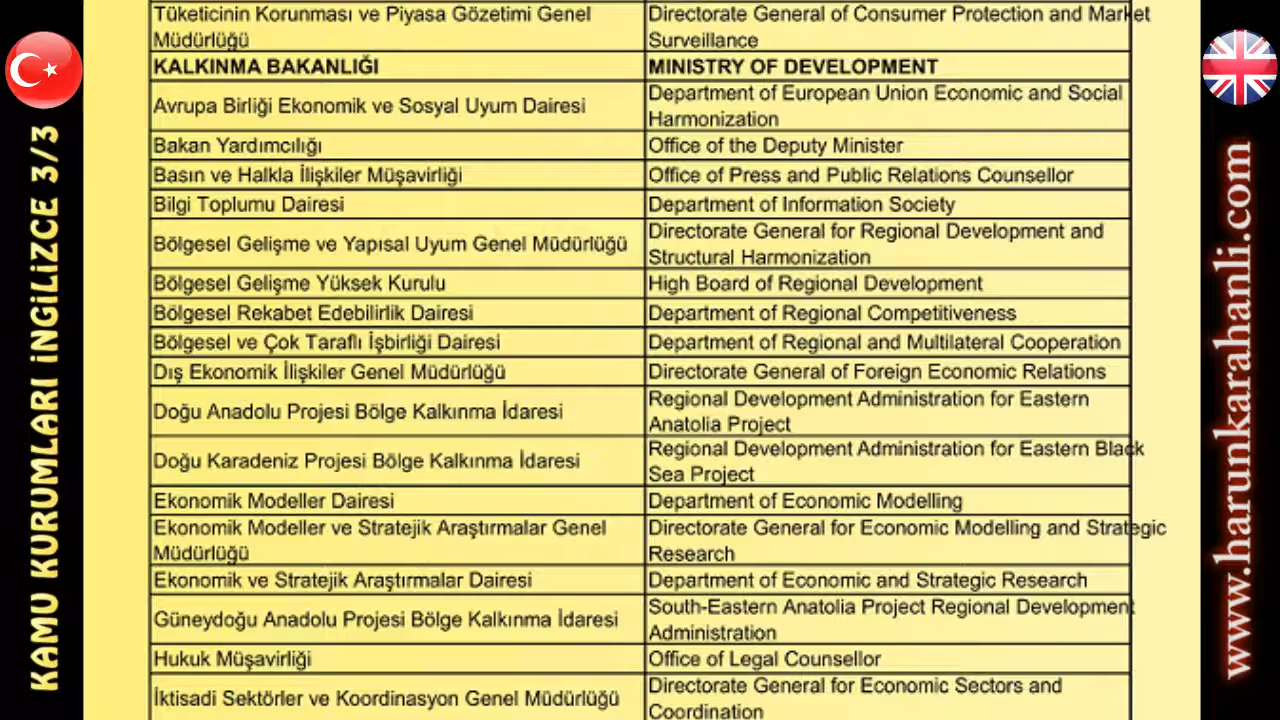 KAMU KURUMLARI İNGİLİZCE 3/3
Tüketicinin Korunması ve Piyasa Gözetimi Genel
Müdürlüğü
Directorate General of Consumer Protection and Market
Surveillance
KALKINMA BAKANLIĞI
MINISTRY OF DEVELOPMENT
Avrupa Birliği Ekonomik ve Sosyal Uyum Dairesi
Department of European Union Economic and Social
Harmonization
Bakan Yardımcılığı
Office of the Deputy Minister
Basın ve Halkla İlişkiler Müşavirliği
Office of Press and Public Relations Counsellor
Bilgi Toplumu Dairesi
Department of Information Society
Bölgesel Gelişme ve Yapısal Uyum Genel Müdürlüğü
Directorate General for Regional Development and
Structural Harmonization
Bölgesel Gelişme Yüksek Kurulu
High Board of Regional Development
Bölgesel Rekabet Edebilirlik Dairesi
Department of Regional Competitiveness
Bölgesel ve Çok Taraflı İşbirliği Dairesi
Department of Regional and Multilateral Cooperation
Dış Ekonomik İlişkiler Genel Müdürlüğü
Directorate General of Foreign Economic Relations
Doğu Anadolu Projesi Bölge Kalkınma İdaresi
Regional Development Administration for Eastern
Anatolia Project
Doğu Karadeniz Projesi Bölge Kalkınma İdaresi
Regional Development Administration for Eastern Black
Sea Project
Ekonomik Modeller Dairesi
Department of Economic Modelling
Ekonomik Modeller ve Stratejik Araştırmalar Genel
Müdürlüğü
Directorate General for Economic Modelling and Strategic
Research
Ekonomik ve Stratejik Araştırmalar Dairesi
Department of Economic and Strategic Research
Güneydoğu Anadolu Projesi Bölge Kalkınma İdaresi
South-Eastern Anatolia Project Regional Development
Administration
Hukuk Müşavirliği
Office of Legal Counsellor
İktisadi Sektörler ve Koordinasyon Genel Müdürlüğü
Directorate General for Economic Sectors and
Coordination
www.harunkarahanli.com